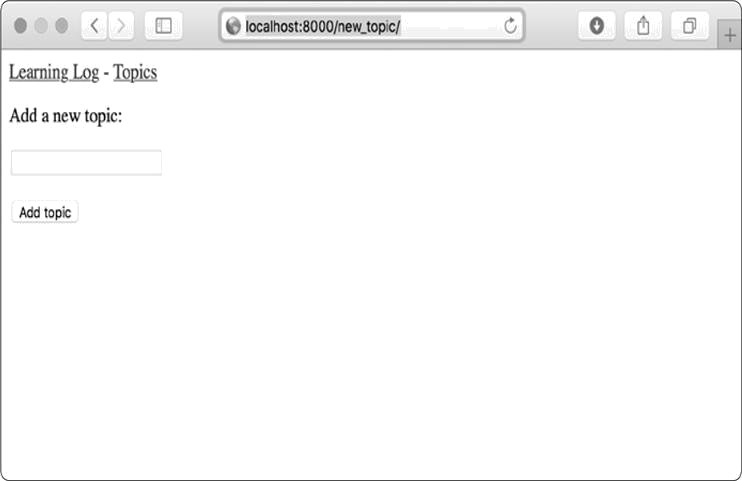 localhost:8000/new_topic/
Learning Log - Topics
Add a new topic:
Add topic